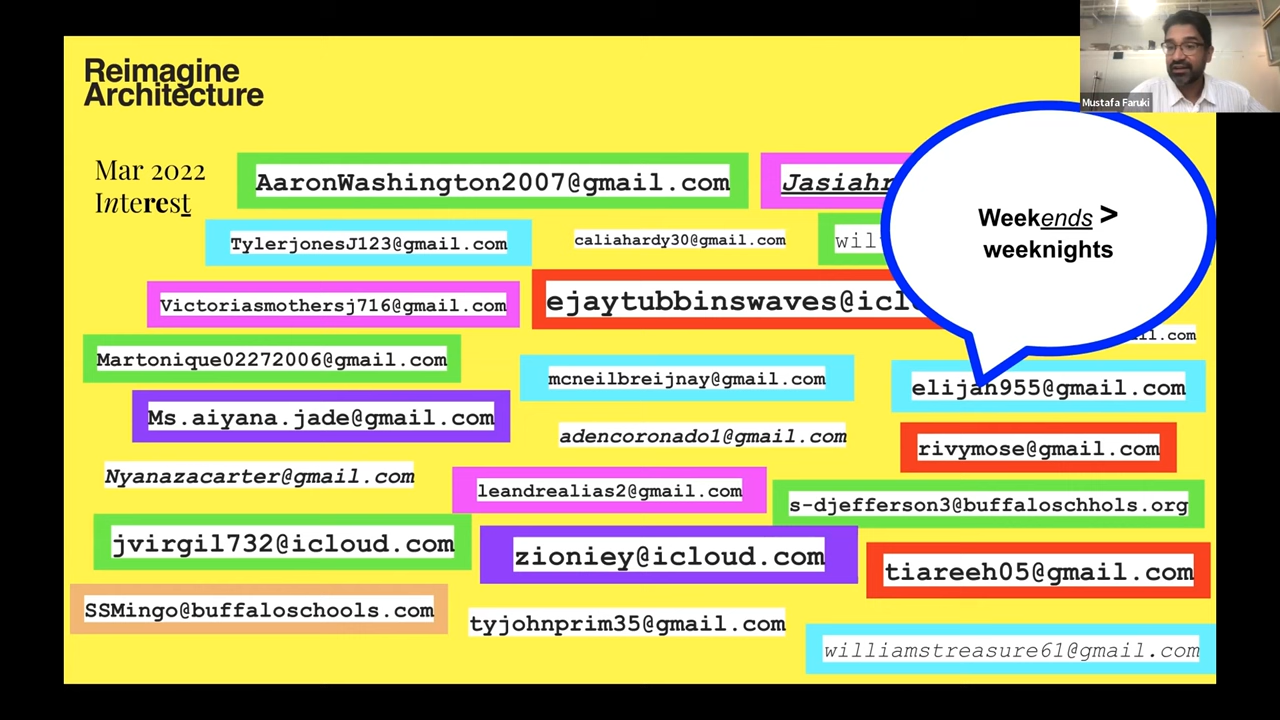 Reimagine
Architecture
Mustafa Faruki
Mar 2022
Interest
AaronWashington2007@gmail.com
TylerjonesJ123@gmail.com
caliahardy30@gmail.com
Weekends >
weeknights
Victoriasmothersj716@gmail.com
Martonique02272006@gmail.com
mcneilbreijnay@gmail.com
elijah955@gmail.com
Ms.aiyana.jade@gmail.com
adencoronado1@gmail.com
rivymose@gmail.com
Nyanazacarter@gmail.com
leandrealias2@gmail.com
s-djefferson3@buffaloschhols.org
jvirgil732@icloud.com
zioniey@icloud.com
tiareeh05@gmail.com
SSMingo@buffaloschools.com
tyjohnprim35@gmail.com
williamstreasure61@gmail.com